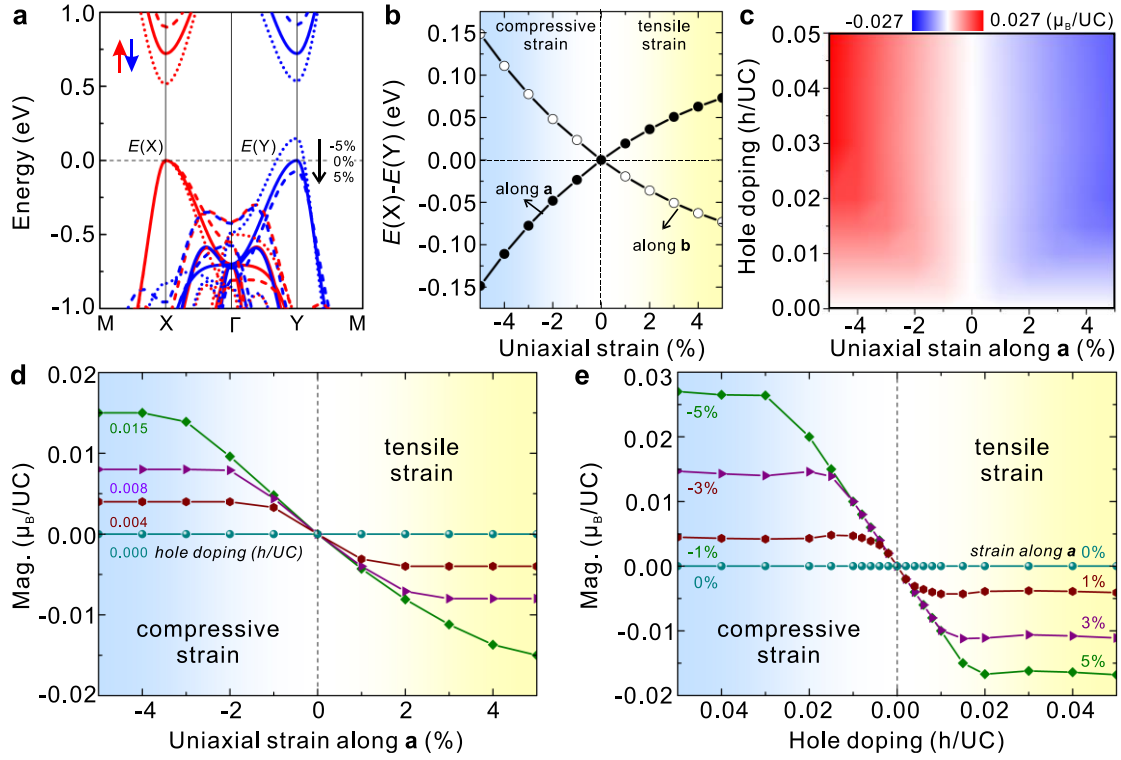 a
Energy (eV)
1.0
0.5
0.0
-0.5
-1.0
E(X)
E(Y)
-5%
0%
5%
M
X
Γ
Y
M
b
E(X)-E(Y) (eV)
0.15
0.10
0.05
0.00
-0.05
-0.10
-0.15
compressive
strain
tensile
strain
along a
along b
-4
-2
0
2
4
Uniaxial strain (%)
c
-0.027
0.027 (μB/UC)
Hole doping (h/UC)
0.05
0.04
0.03
0.02
0.01
0.00
-4
-2
0
2
4
Uniaxial stain along a (%)
d
Mag. (μB/UC)
0.02
0.01
0.00
-0.01
-0.02
0.015
0.008
0.004
0.000
hole doping (h/UC)
tensile
strain
compressive
strain
-4
-2
0
2
4
Uniaxial strain along a (%)
e
Mag. (μB/UC)
0.03
0.02
0.01
0.00
-0.01
-0.02
-5%
-3%
-1%
0%
tensile
strain
strain along a 0%
1%
3%
5%
compressive
strain
0.04
0.02
0.00
0.02
0.04
Hole doping (h/UC)